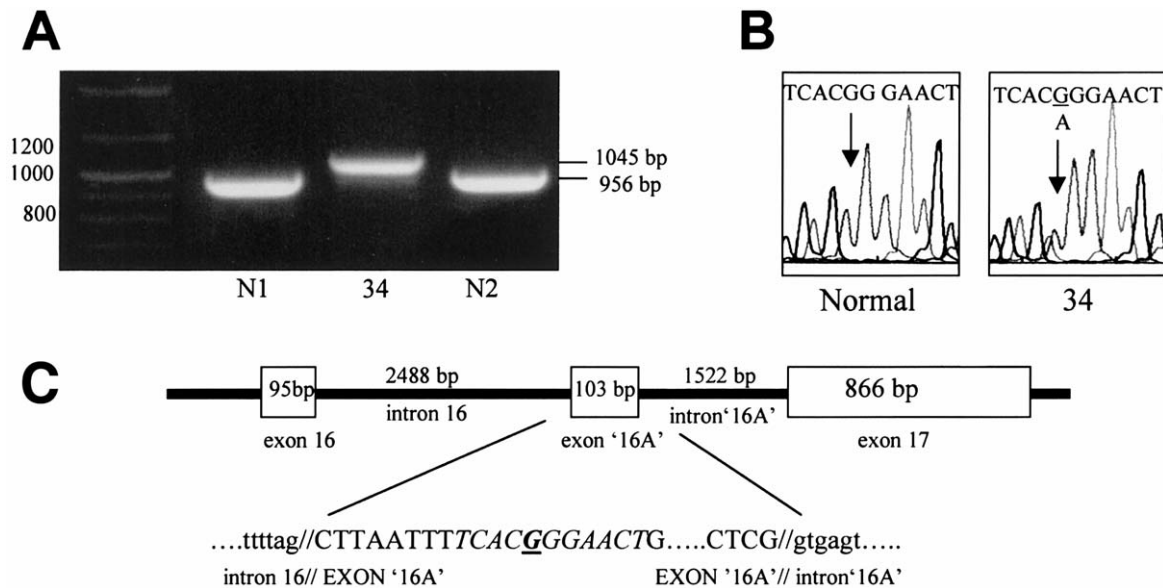 A
1200
1000
800
1045 bp
956 bp
N1 34 N2
B
TCACGG GAACT
TCACGGGAACT
A
Normal
34
C
95bp
2488 bp
103 bp
1522 bp
866 bp
exon 16
intron 16
exon ‘16A’
intron‘16A’
exon 17
....ttttag//CTTAATTTTCACGGGAACTG.....CTCG//gtgagt.....
intron 16// EXON ‘16A’
EXON '16A’// intron‘16A’